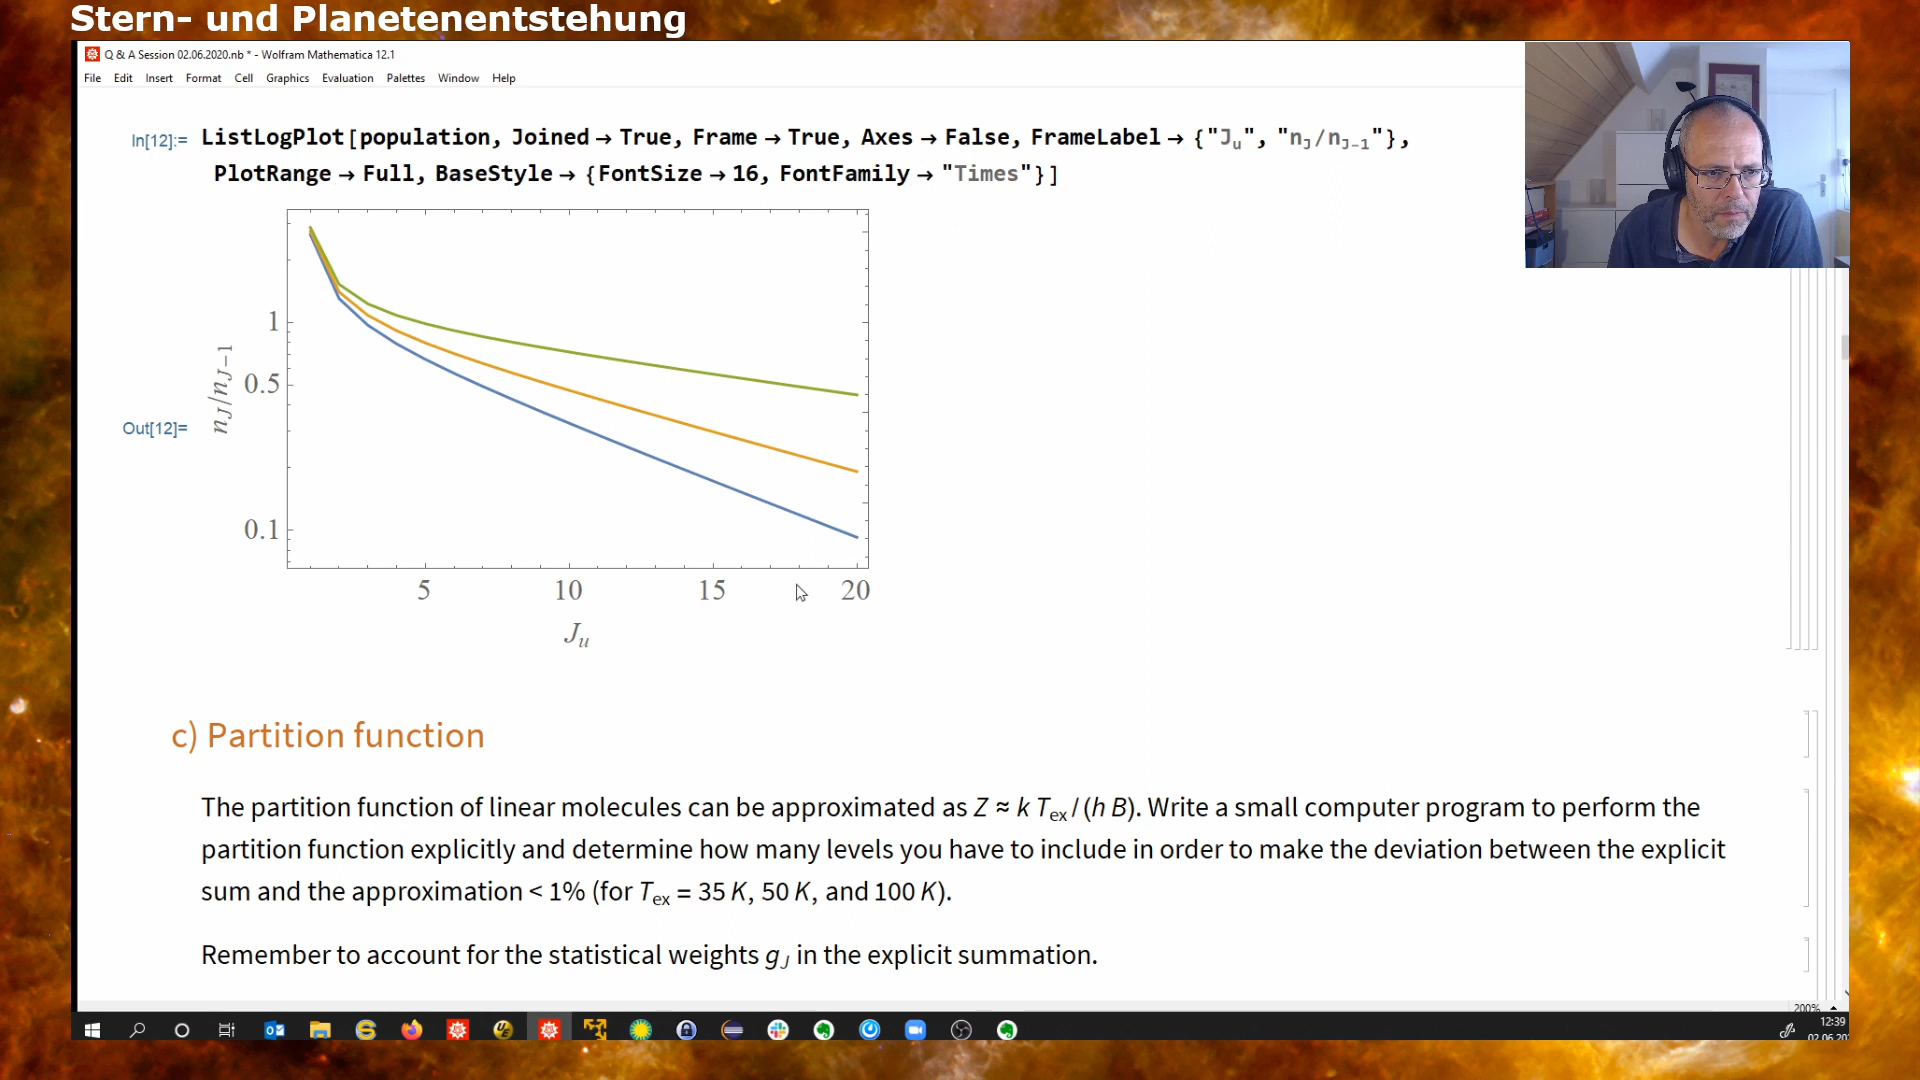 Stern- und Planetenentstehung
Q & A Session 02.06.2020.nb * - Wolfram Mathematica 12.1
File Edit Insert Format Cell Graphics Evaluation Palettes Window Help
In[12]:= ListLogPlot[population, Joined → True, Frame → True, Axes → False, FrameLabel → {"Ju", "nJ/nJ-1"},
PlotRange → Full, BaseStyle → {FontSize → 16, FontFamily → "Times"}]
Out[12]=
nJ/nJ−1
1
0.5
0.1
5 10 15 20
Ju
c) Partition function
The partition function of linear molecules can be approximated as Z ≈ k Tex / (h B). Write a small computer program to perform the
partition function explicitly and determine how many levels you have to include in order to make the deviation between the explicit
sum and the approximation < 1% (for Tex = 35 K, 50 K, and 100 K).
Remember to account for the statistical weights gJ in the explicit summation.
200%
12:39